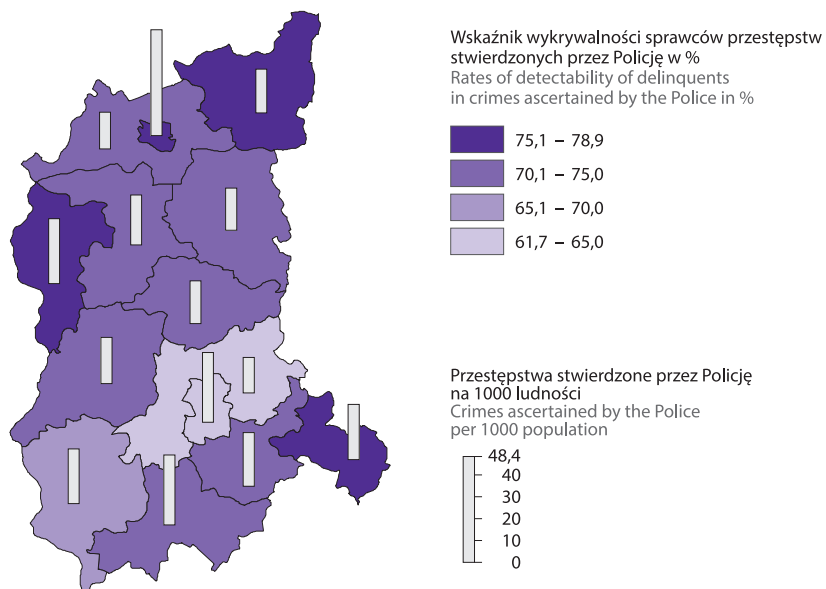 Wskaźnik wykrywalności sprawców przestępstw
stwierdzonych przez Policję w %
Rates of detectability of delinquents
in crimes ascertained by the Police in %
75,1 – 78,9
70,1 – 75,0
65,1 – 70,0
61,7 – 65,0
Przestępstwa stwierdzone przez Policję
na 1000 ludności
Crimes ascertained by the Police
per 1000 population
48,4
40
30
20
10
0